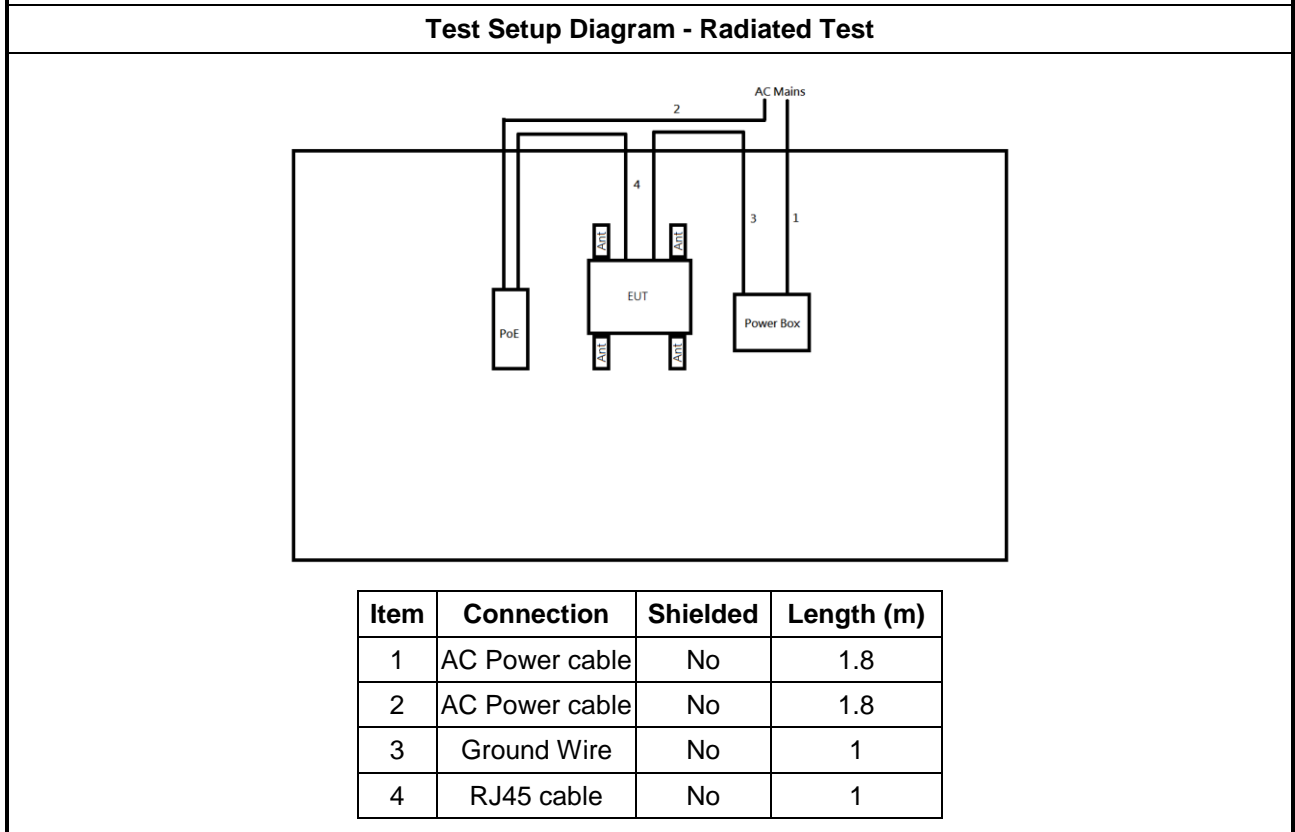 Test Setup Diagram - Radiated Test
AC Mains
2
4
3
1
Ant
Ant
EUT
PoE
Power Box
Ant
Ant
Item Connection Shielded Length (m)
1 AC Power cable No 1.8
2 AC Power cable No 1.8
3 Ground Wire No 1
4 RJ45 cable No 1